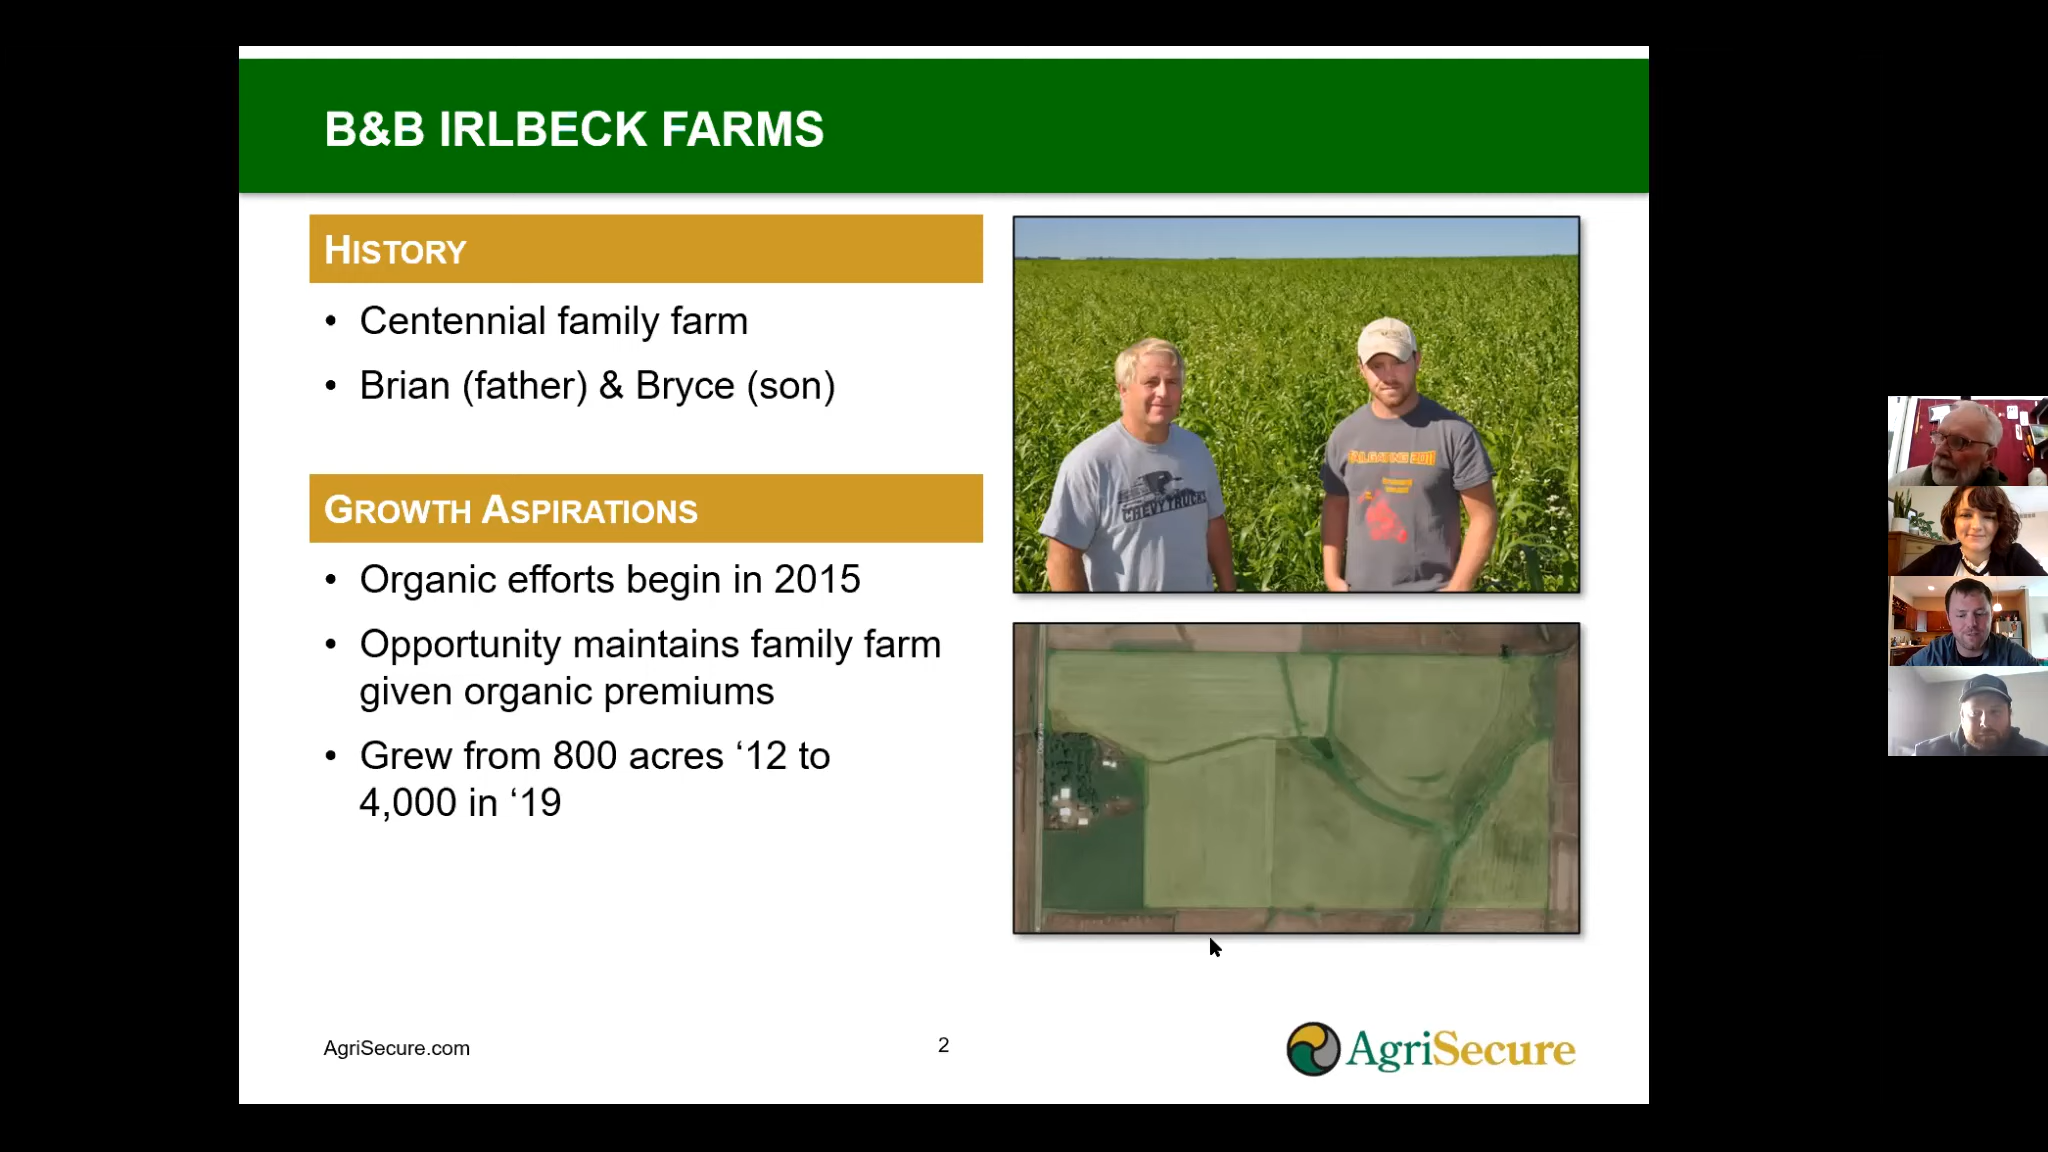 B&B IRLBECK FARMS
HISTORY
• Centennial family farm
• Brian (father) & Bryce (son)
GROWTH ASPIRATIONS
• Organic efforts begin in 2015
• Opportunity maintains family farm
given organic premiums
• Grew from 800 acres ‘12 to
4,000 in ‘19
CHEVY TRUCKS
TAILGATING 2011
AgriSecure.com
2
AgriSecure